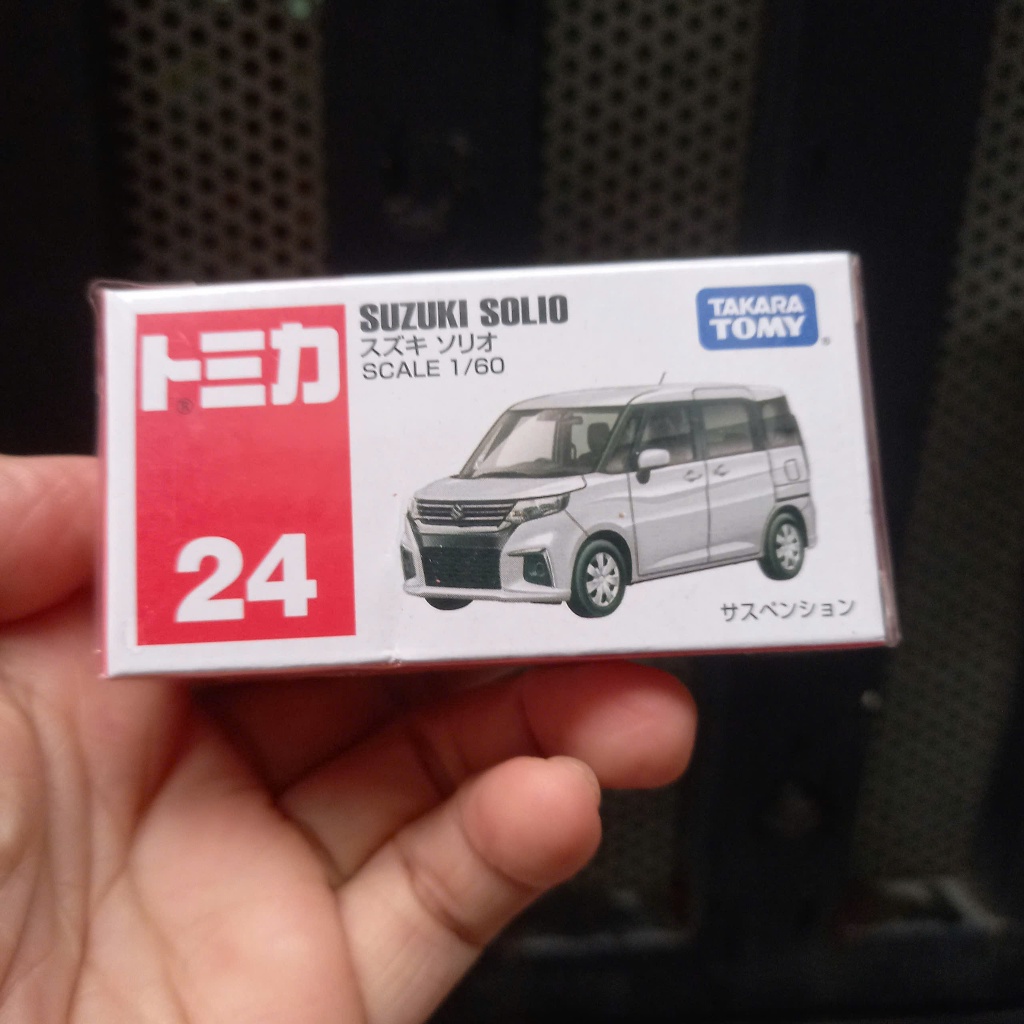 トミカ
®
24
SUZUKI SOLIO
スズキ ソリオ
SCALE 1/60
TAKARA
TOMY
サスペンション